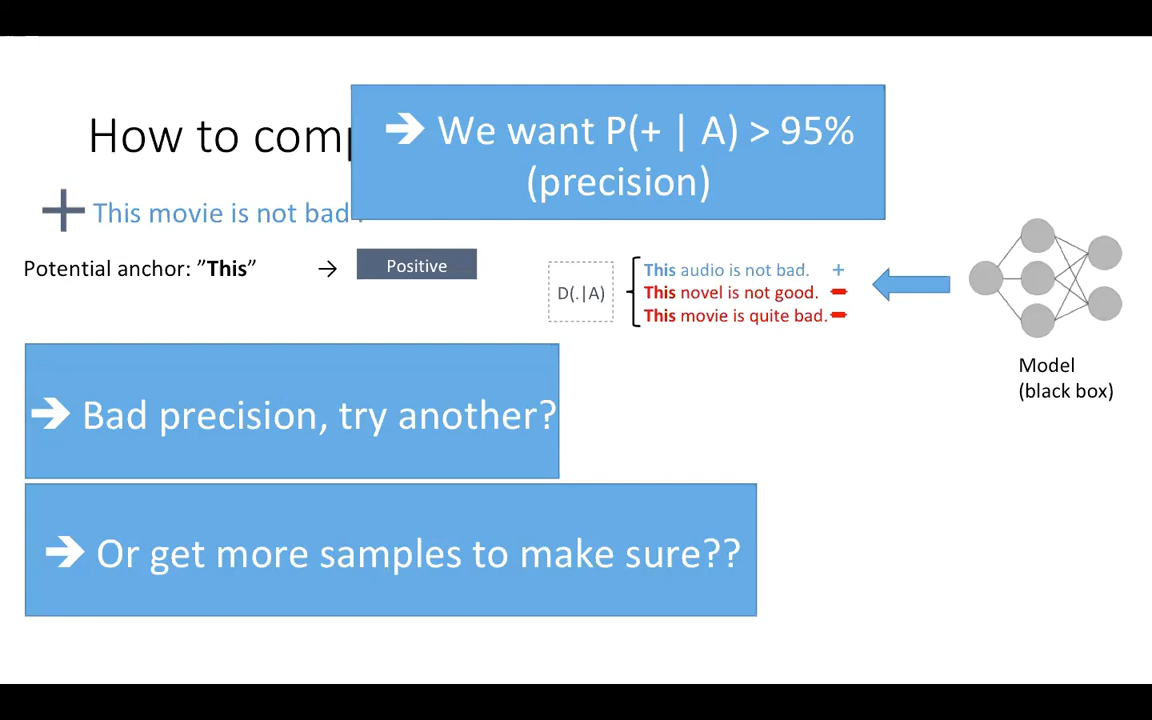 How to comp
➔ We want P(+ | A) > 95%
(precision)
+ This movie is not bad
Potential anchor: ”This” → Positive
D(.|A)
This audio is not bad. +
This novel is not good. -
This movie is quite bad. -
Model
(black box)
➔ Bad precision, try another?
➔ Or get more samples to make sure??